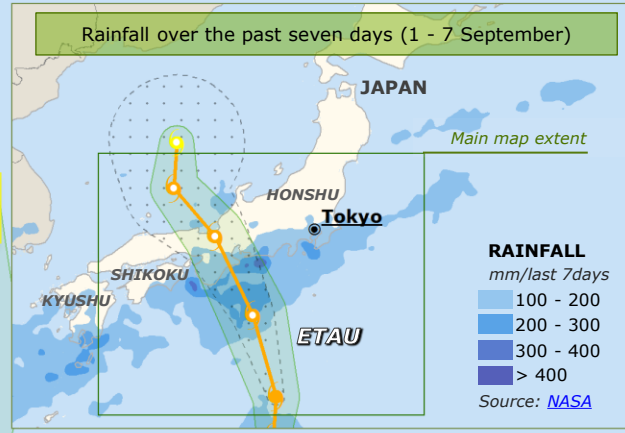 Rainfall over the past seven days (1 - 7 September)
JAPAN
Main map extent
HONSHU
Tokyo
SHIKOKU
KYUSHU
ETAU
RAINFALL
mm/last 7days
100 - 200
200 - 300
300 - 400
> 400
Source: NASA